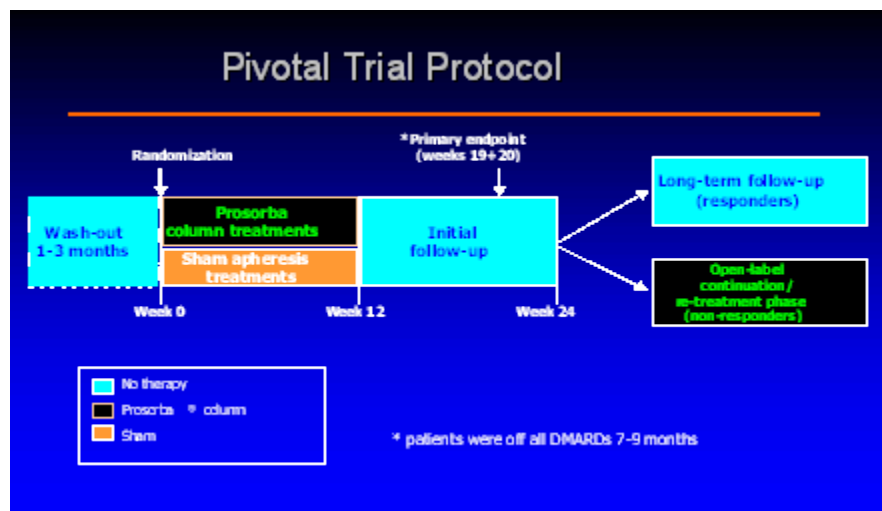 Pivotal Trial Protocol
*Primary endpoint
(weeks 19+20)
Randomization
Wash-out
1-3 months
Prosorba
column treatments
Sham apheresis
treatments
Initial
follow-up
Long-term follow-up
(responders)
Open-label
continuation/
re-treatment phase
(non-responders)
Week 0
Week 12
Week 24
No therapy
Prosorba ® column
Sham
* patients were off all DMARDs 7-9 months